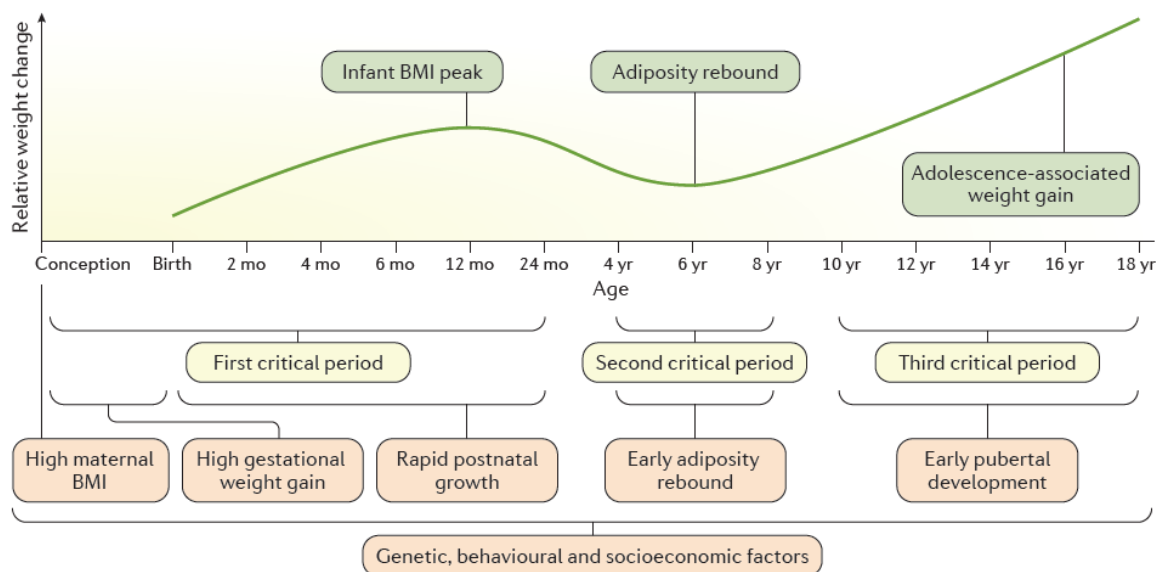 Relative weight change
Infant BMI peak
Adiposity rebound
Adolescence-associated
weight gain
Conception Birth 2 mo 4 mo 6 mo 12 mo 24 mo 4 yr 6 yr 8 yr 10 yr 12 yr 14 yr 16 yr 18 yr
Age
First critical period
Second critical period
Third critical period
High maternal
BMI
High gestational
weight gain
Rapid postnatal
growth
Early adiposity
rebound
Early pubertal
development
Genetic, behavioural and socioeconomic factors